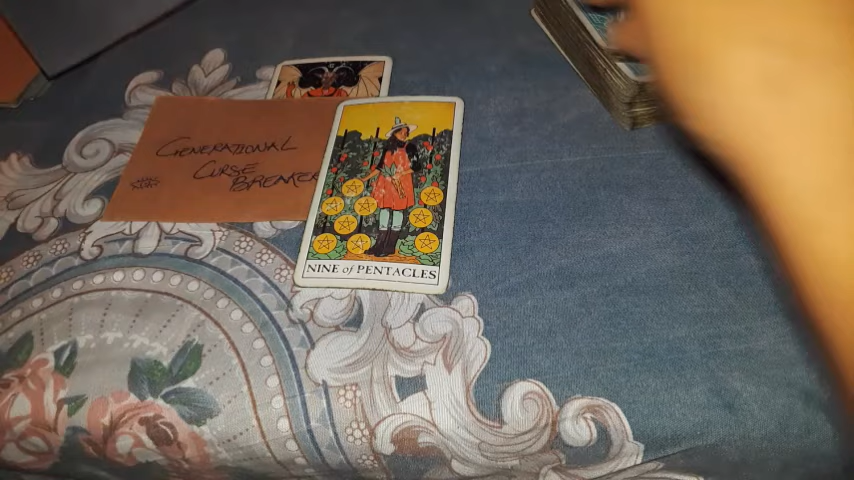 GENERATIONAL
CURSE
BREAKER
NINE of PENTACLES